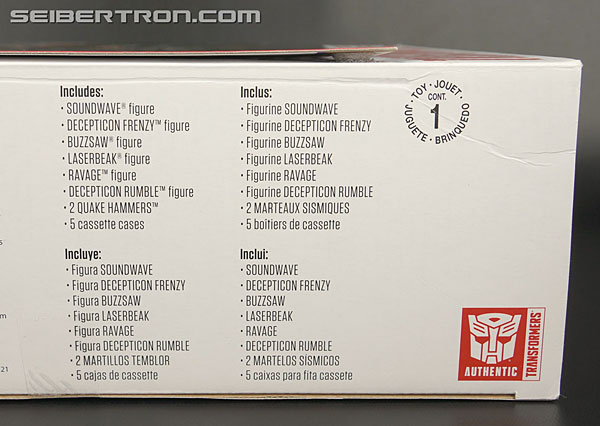 SEIBERTRON.COM
Includes:
• SOUNDWAVE® figure
• DECEPTICON FRENZY™ figure
• BUZZSAW® figure
• LASERBEAK® figure
• RAVAGE™ figure
• DECEPTICON RUMBLE™ figure
• 2 QUAKE HAMMERS™
• 5 cassette cases
Inclus:
• Figurine SOUNDWAVE
• Figurine DECEPTICON FRENZY
• Figurine BUZZSAW
• Figurine LASERBEAK
• Figurine RAVAGE
• Figurine DECEPTICON RUMBLE
• 2 MARTEAUX SISMIQUES
• 5 boîtiers de cassette
• TOY • JOUET •
CONT.
1
JUGUETE • BRINQUEDO
Incluye:
• Figura SOUNDWAVE
• Figura DECEPTICON FRENZY
• Figura BUZZSAW
• Figura LASERBEAK
• Figura RAVAGE
• Figura DECEPTICON RUMBLE
• 2 MARTILLOS TEMBLOR
• 5 cajas de cassette
Inclui:
• SOUNDWAVE
• DECEPTICON FRENZY
• BUZZSAW
• LASERBEAK
• RAVAGE
• DECEPTICON RUMBLE
• 2 MARTELOS SÍSMICOS
• 5 caixas para fita cassete
s
m
21
AUTHENTIC
TRANSFORMERS